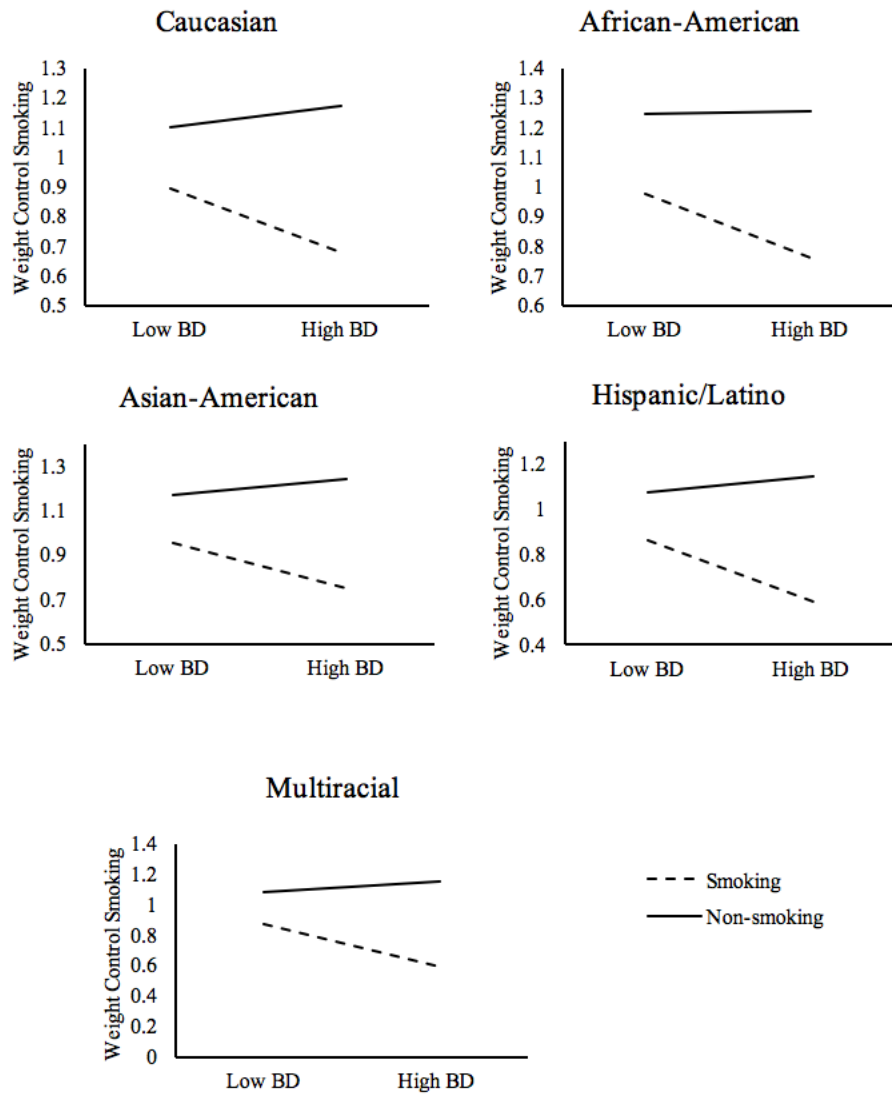 Caucasian
Weight Control Smoking
1.3
1.2
1.1
1
0.9
0.8
0.7
0.6
0.5
Low BD High BD
African-American
Weight Control Smoking
1.4
1.3
1.2
1.1
1
0.9
0.8
0.7
0.6
Low BD High BD
Asian-American
Weight Control Smoking
1.3
1.1
0.9
0.7
0.5
Low BD High BD
Hispanic/Latino
Weight Control Smoking
1.2
1
0.8
0.6
0.4
Low BD High BD
Multiracial
Weight Control Smoking
1.4
1.2
1
0.8
0.6
0.4
0.2
0
Low BD High BD
Smoking
Non-smoking